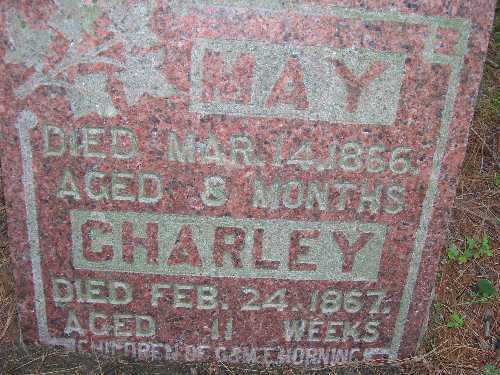 MAY
DIED MAR. 14. 1866.
AGED 8 MONTHS
CHARLEY
DIED FEB. 24. 1867.
AGED 11 WEEKS
CHILDREN OF G & M.E. HORNING